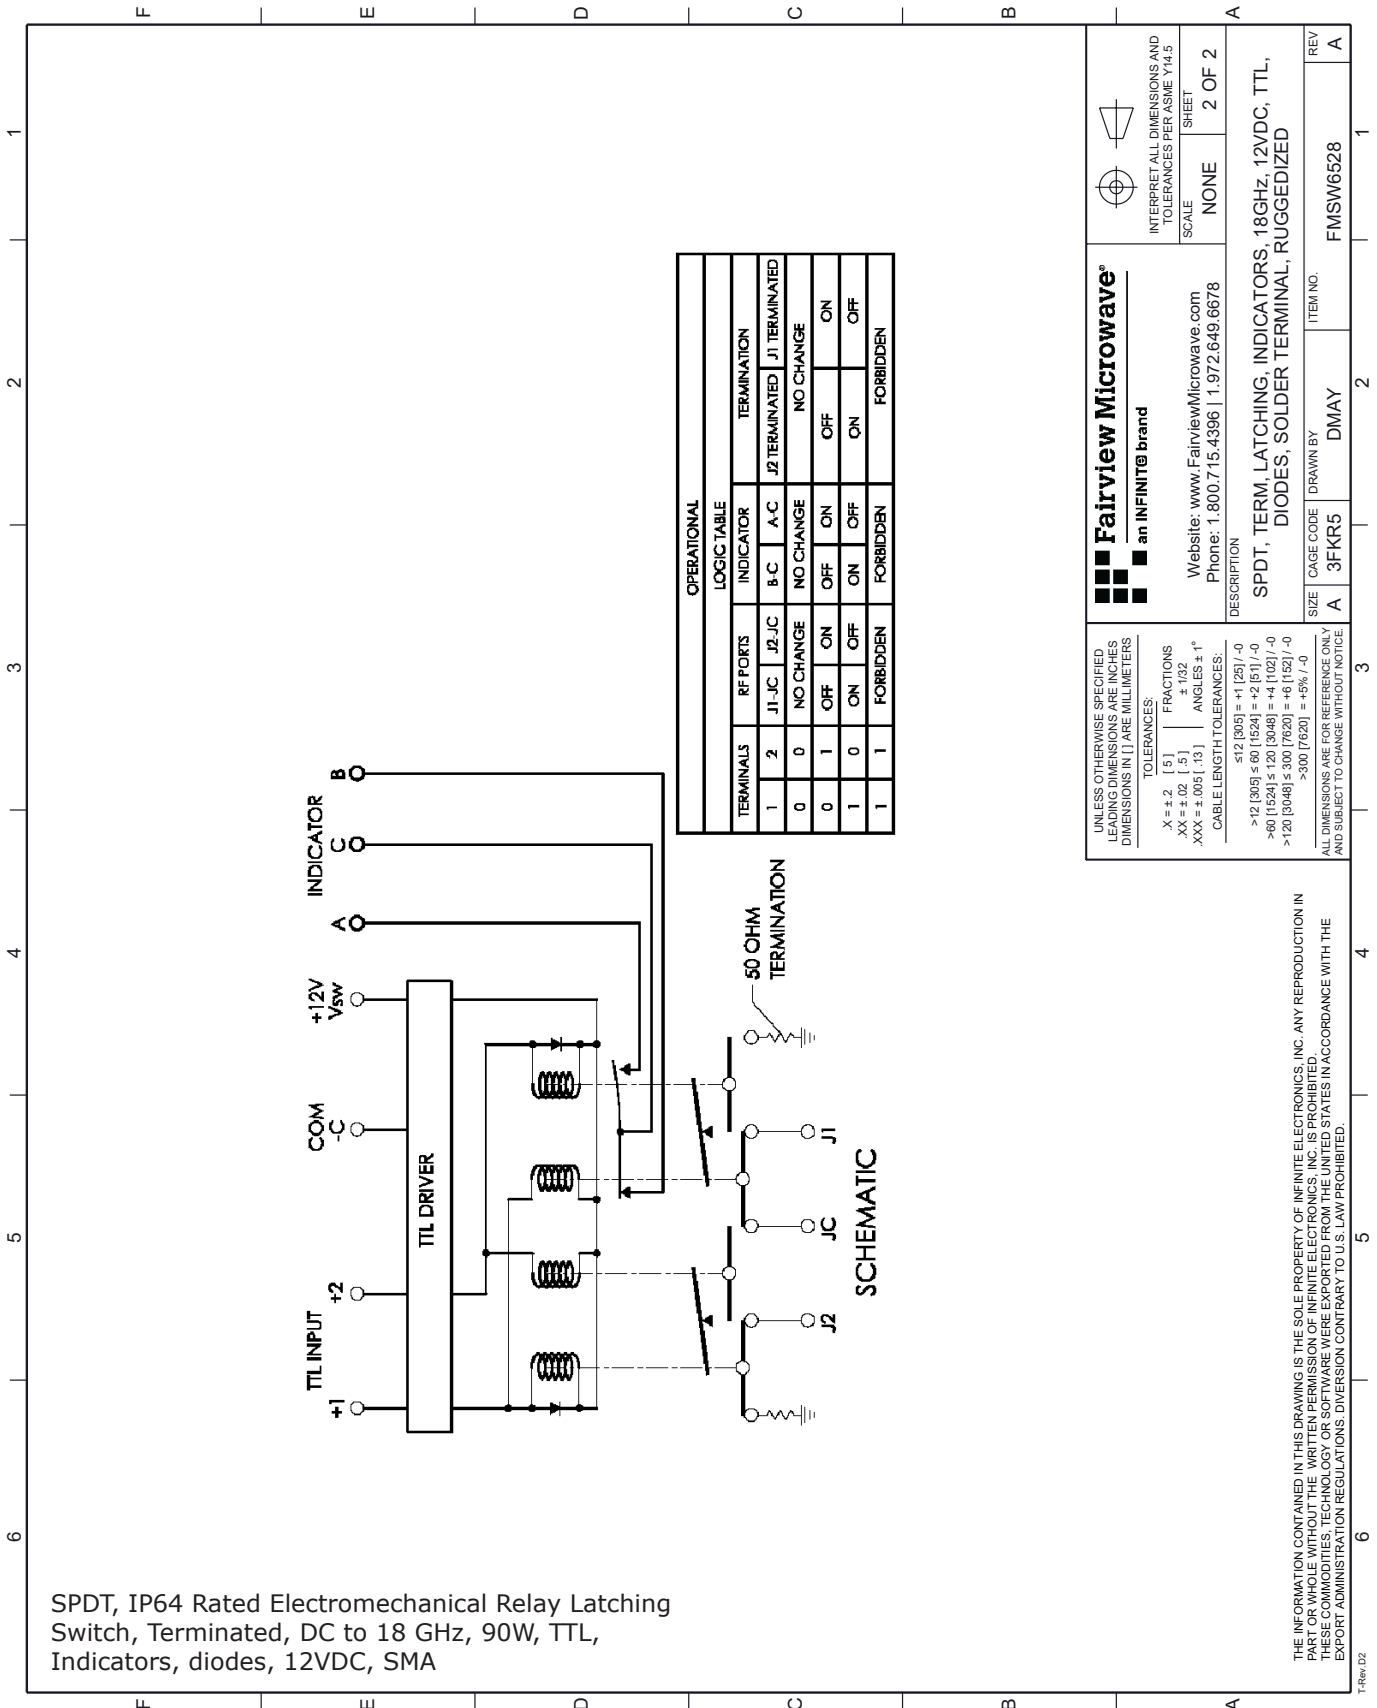 SPDT, IP64 Rated Electromechanical Relay Latching
Switch, Terminated, DC to 18 GHz, 90W, TTL,
Indicators, diodes, 12VDC, SMA
6
5
4
3
2
1
F
E
D
C
B
A
TTL INPUT
+1
+2
COM
-C
+12V
Vsw
INDICATOR
A
C
B
TTL DRIVER
50 OHM
TERMINATION
J2
JC
J1
SCHEMATIC
OPERATIONAL
LOGIC TABLE
TERMINALS RF PORTS INDICATOR TERMINATION
1 2 J1-JC J2-JC B-C A-C J2 TERMINATED J1 TERMINATED
0 0 NO CHANGE NO CHANGE NO CHANGE
0 1 OFF ON OFF ON OFF ON
1 0 ON OFF ON OFF ON OFF
1 1 FORBIDDEN FORBIDDEN FORBIDDEN
UNLESS OTHERWISE SPECIFIED
LEADING DIMENSIONS ARE INCHES
DIMENSIONS IN [ ] ARE MILLIMETERS
TOLERANCES:
.X = ±.2 [ 5 ] FRACTIONS
.XX = ±.02 [ .5 ] ± 1/32
.XXX = ±.005 [ .13 ] ANGLES ± 1°
CABLE LENGTH TOLERANCES:
≤12 [305] = +1 [25] / -0
>12 [305] ≤ 60 [1524] = +2 [51] / -0
>60 [1524] ≤ 120 [3048] = +4 [102] / -0
>120 [3048] ≤ 300 [7620] = +6 [152] / -0
>300 [7620] = +5% / -0
ALL DIMENSIONS ARE FOR REFERENCE ONLY
AND SUBJECT TO CHANGE WITHOUT NOTICE.
Fairview Microwave®
an INFINIT® brand
Website: www.FairviewMicrowave.com
Phone: 1.800.715.4396 | 1.972.649.6678
INTERPRET ALL DIMENSIONS AND
TOLERANCES PER ASME Y14.5
SCALE
NONE
SHEET
2 OF 2
DESCRIPTION
SPDT, TERM, LATCHING, INDICATORS, 18GHz, 12VDC, TTL,
DIODES, SOLDER TERMINAL, RUGGEDIZED
SIZE
A
CAGE CODE
3FKR5
DRAWN BY
DMAY
ITEM NO.
FMSW6528
REV
A
THE INFORMATION CONTAINED IN THIS DRAWING IS THE SOLE PROPERTY OF INFINITE ELECTRONICS, INC. ANY REPRODUCTION IN
PART OR WHOLE WITHOUT THE WRITTEN PERMISSION OF INFINITE ELECTRONICS, INC. IS PROHIBITED.
THESE COMMODITIES, TECHNOLOGY OR SOFTWARE WERE EXPORTED FROM THE UNITED STATES IN ACCORDANCE WITH THE
EXPORT ADMINISTRATION REGULATIONS. DIVERSION CONTRARY TO U.S. LAW PROHIBITED.
6
5
4
3
2
1
F
E
D
C
B
A
T-Rev.D2